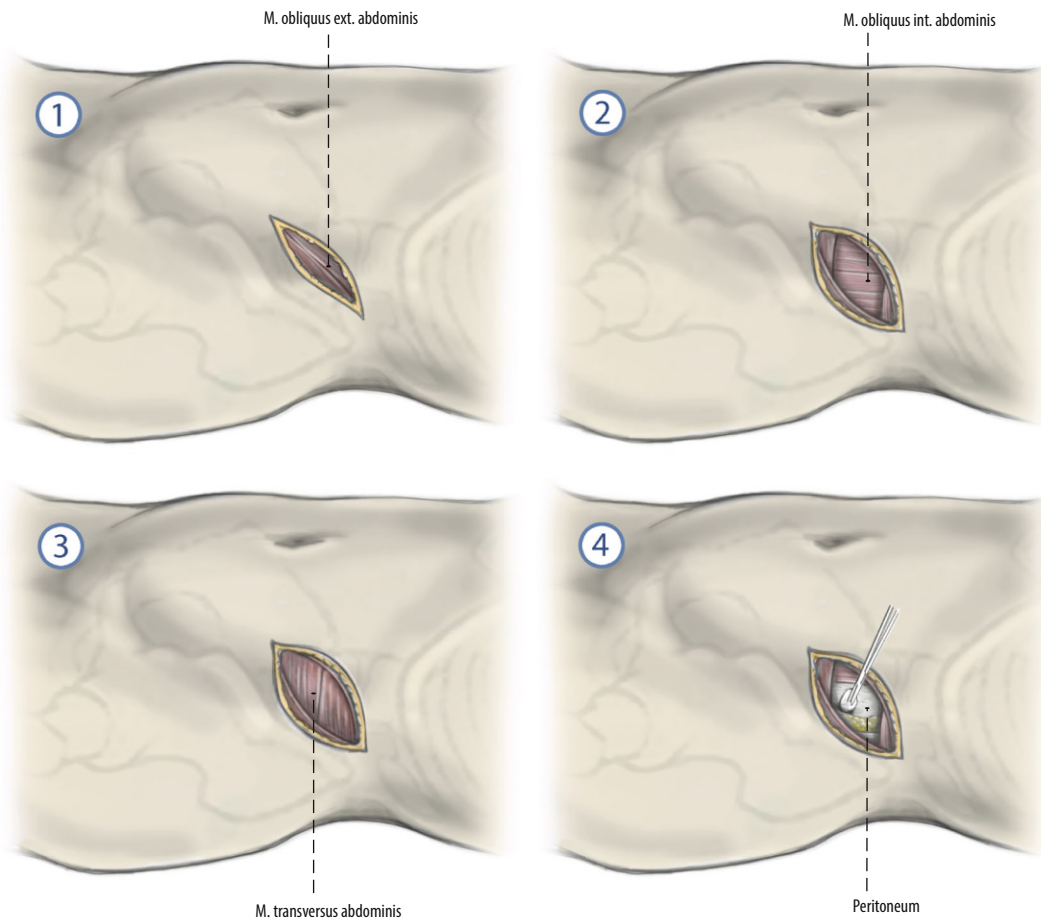 M. obliquus ext. abdominis
M. obliquus int. abdominis
1
2
3
4
M. transversus abdominis
Peritoneum